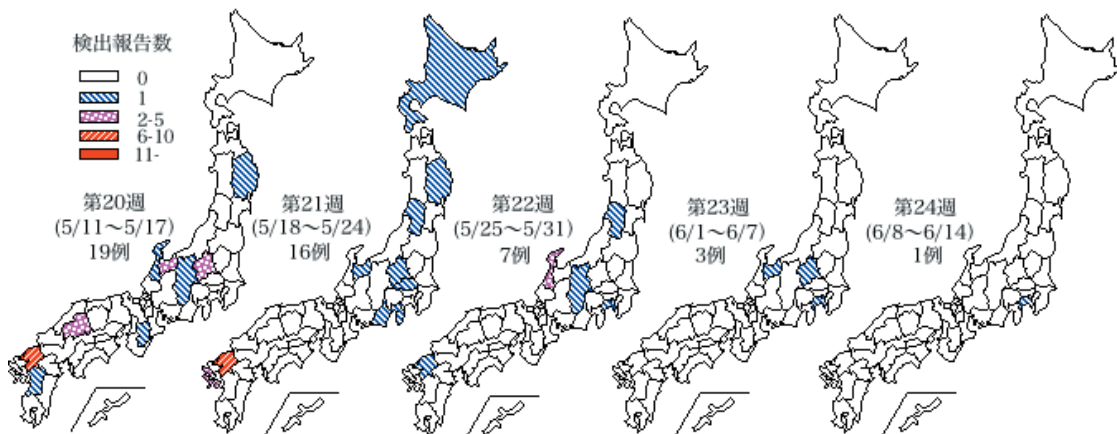 検出報告数
0
1
2-5
6-10
11-
第20週
(5/11～5/17)
19例
第21週
(5/18～5/24)
16例
第22週
(5/25～5/31)
7例
第23週
(6/1～6/7)
3例
第24週
(6/8～6/14)
1例